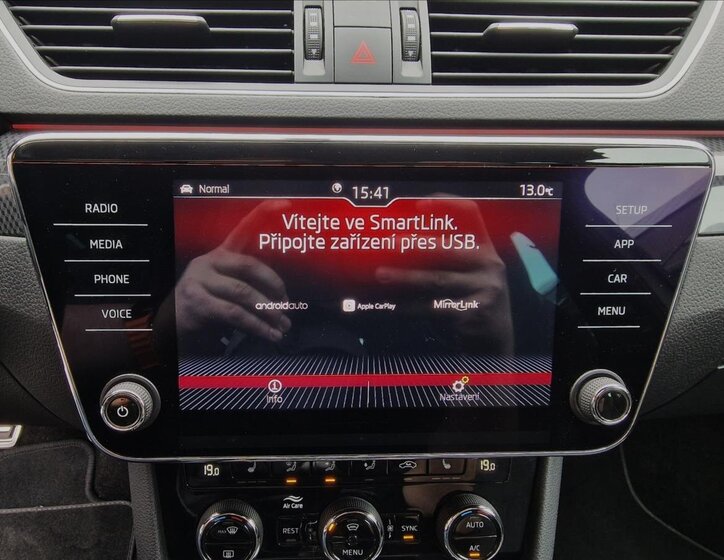 Normal 15:41 13.0°C
RADIO
MEDIA
PHONE
VOICE
SETUP
APP
CAR
MENU
Vítejte ve SmartLink.
Připojte zařízení přes USB.
androidauto Apple CarPlay MirrorLink
Info Nastavení
19.0 19.0
Air Care
REST SYNC AUTO
MENU A/C